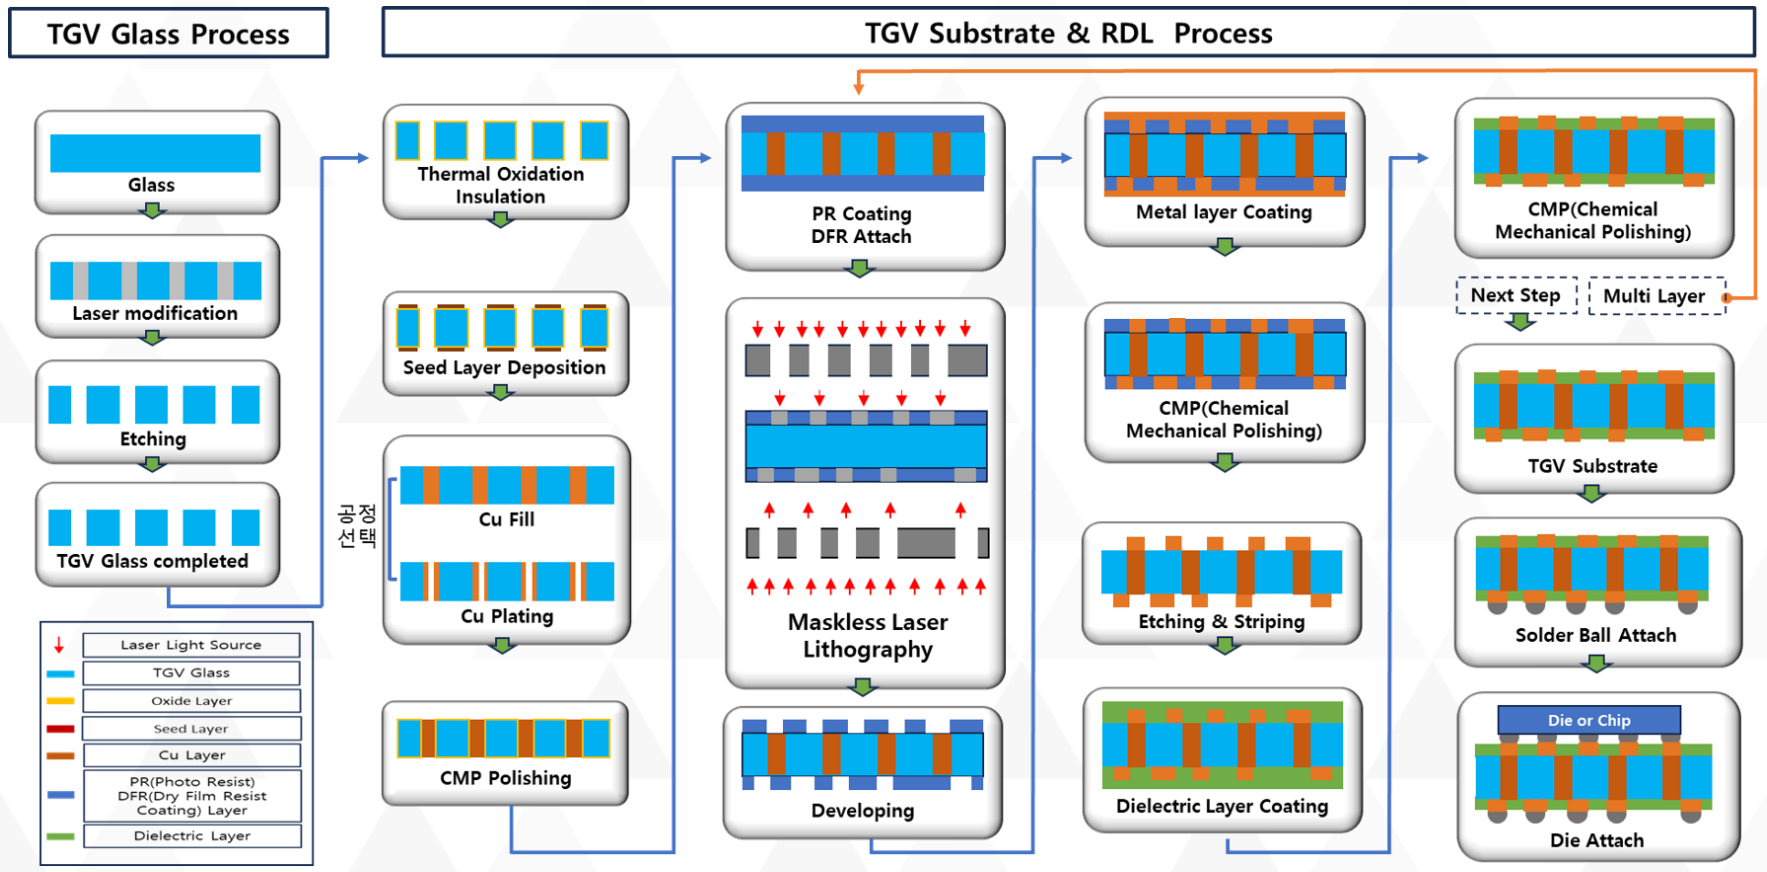 TGV Glass Process
TGV Substrate & RDL Process
Glass
Laser modification
Etching
TGV Glass completed
Laser Light Source
TGV Glass
Oxide Layer
Seed Layer
Cu Layer
PR(Photo Resist)
DFR(Dry Film Resist
Coating) Layer
Dielectric Layer
Thermal Oxidation
Insulation
Seed Layer Deposition
공정
선택
Cu Fill
Cu Plating
CMP Polishing
PR Coating
DFR Attach
Maskless Laser
Lithography
Developing
Metal layer Coating
CMP(Chemical
Mechanical Polishing)
Etching & Striping
Dielectric Layer Coating
CMP(Chemical
Mechanical Polishing)
Next Step
Multi Layer
TGV Substrate
Solder Ball Attach
Die or Chip
Die Attach